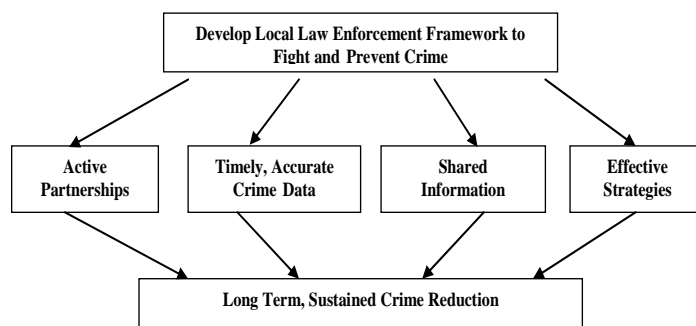 Develop Local Law Enforcement Framework to
Fight and Prevent Crime
Active
Partnerships
Timely, Accurate
Crime Data
Shared
Information
Effective
Strategies
Long Term, Sustained Crime Reduction